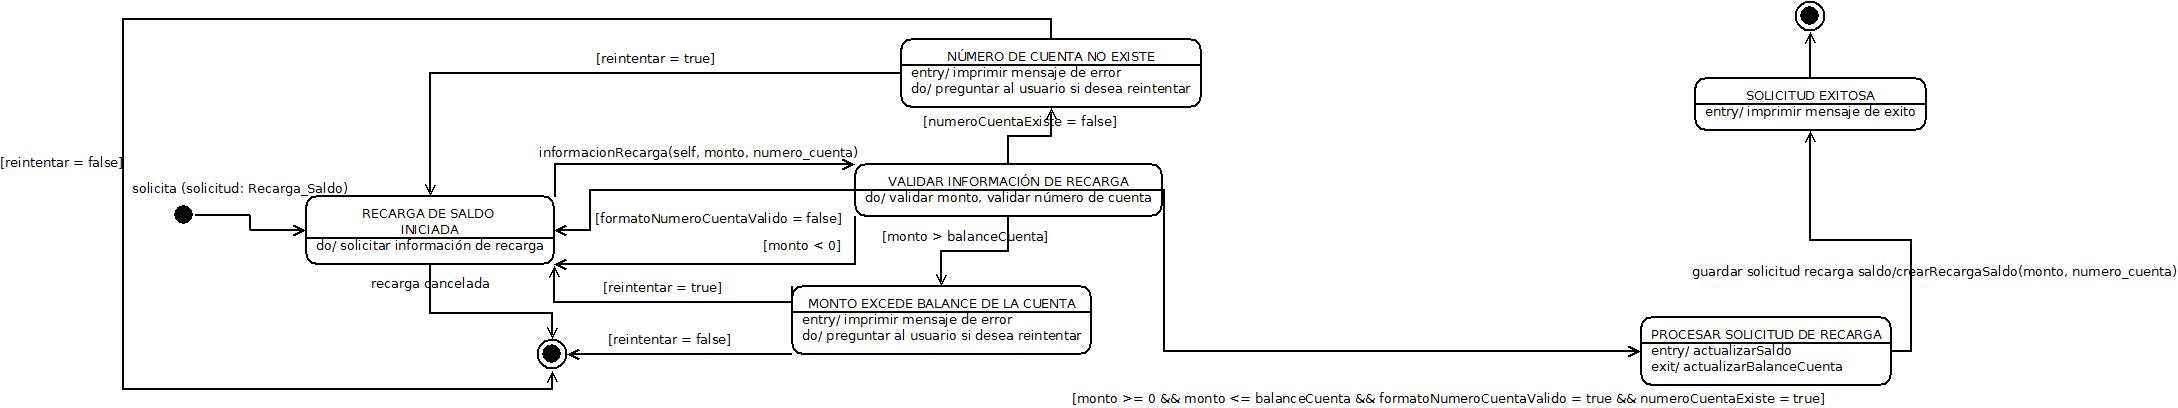 NÚMERO DE CUENTA NO EXISTE
entry/ imprimir mensaje de error
do/ preguntar al usuario si desea reintentar
[reintentar = true]
SOLICITUD EXITOSA
entry/ imprimir mensaje de exito
[numeroCuentaExiste = false]
informacionRecarga(self, monto, numero_cuenta)
[reintentar = false]
VALIDAR INFORMACIÓN DE RECARGA
do/ validar monto, validar número de cuenta
solicita (solicitud: Recarga_Saldo)
RECARGA DE SALDO
INICIADA
do/ solicitar información de recarga
[formatoNumeroCuentaValido = false]
[monto > balanceCuenta]
[monto < 0]
guardar solicitud recarga saldo/crearRecargaSaldo(monto, numero_cuenta)
recarga cancelada
[reintentar = true]
MONTO EXCEDE BALANCE DE LA CUENTA
entry/ imprimir mensaje de error
do/ preguntar al usuario si desea reintentar
[reintentar = false]
PROCESAR SOLICITUD DE RECARGA
entry/ actualizarSaldo
exit/ actualizarBalanceCuenta
[monto >= 0 && monto <= balanceCuenta && formatoNumeroCuentaValido = true && numeroCuentaExiste = true]